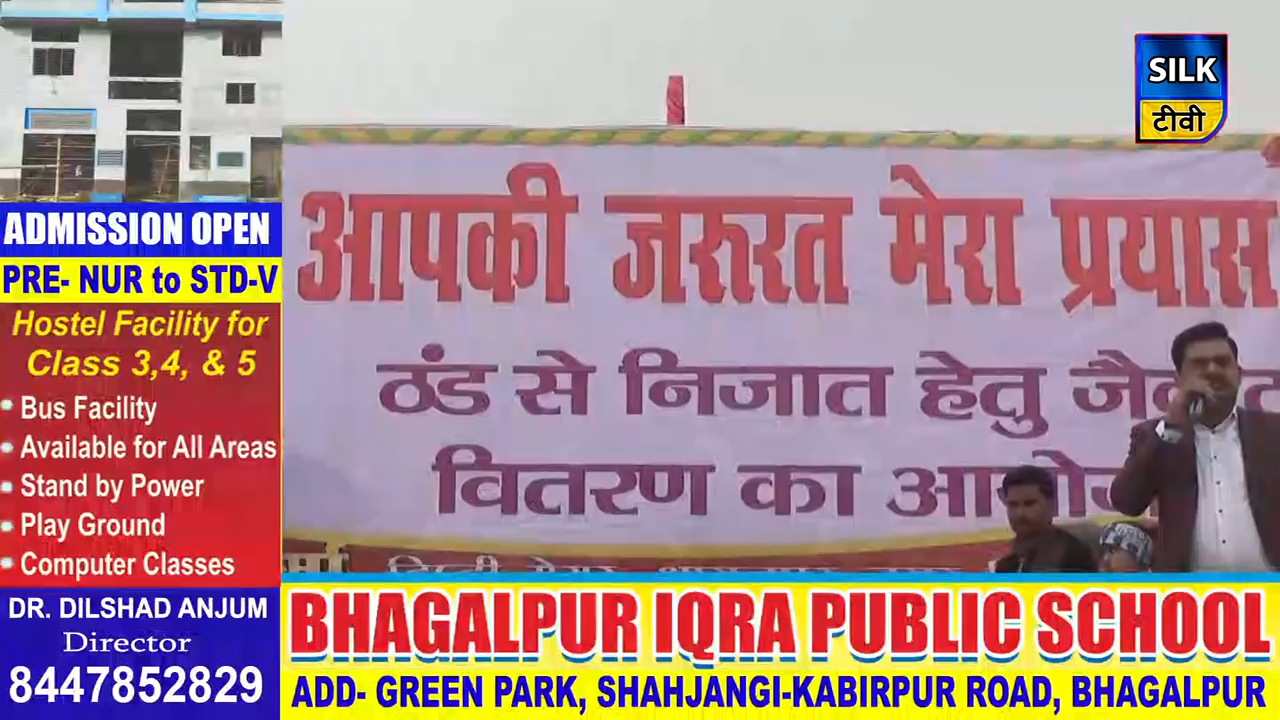 SILK
टीवी
आपकी जरुरत मेरा प्रयास
ठंड से निजात हेतु
वितरण का
ADMISSION OPEN
PRE- NUR to STD-V
Hostel Facility for
Class 3,4, & 5
• Bus Facility
• Available for All Areas
• Stand by Power
• Play Ground
• Computer Classes
DR. DILSHAD ANJUM
Director
8447852829
BHAGALPUR IQRA PUBLIC SCHOOL
ADD- GREEN PARK, SHAHJANGI-KABIRPUR ROAD, BHAGALPUR